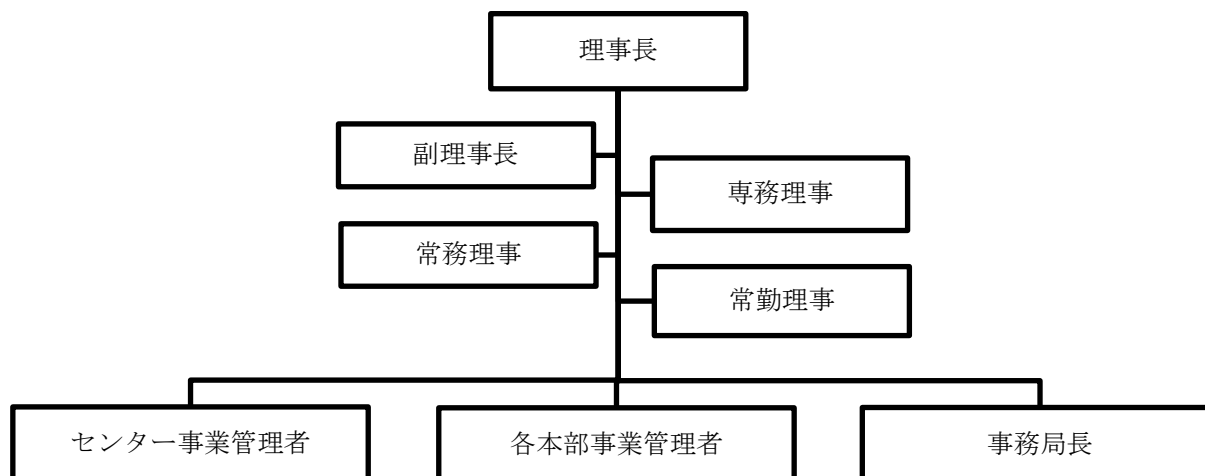 理事長
副理事長
専務理事
常務理事
常勤理事
センター事業管理者
各本部事業管理者
事務局長